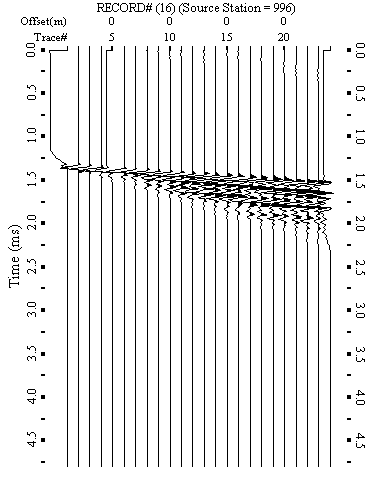 RECORD# (16) (Source Station = 996)
Offset(m) 0 0 0 0
Trace# 5 10 15 20
0.0 0.0
0.5 0.5
1.0 1.0
1.5 1.5
2.0 2.0
2.5 2.5
3.0 3.0
3.5 3.5
4.0 4.0
4.5 4.5
Time (ms)